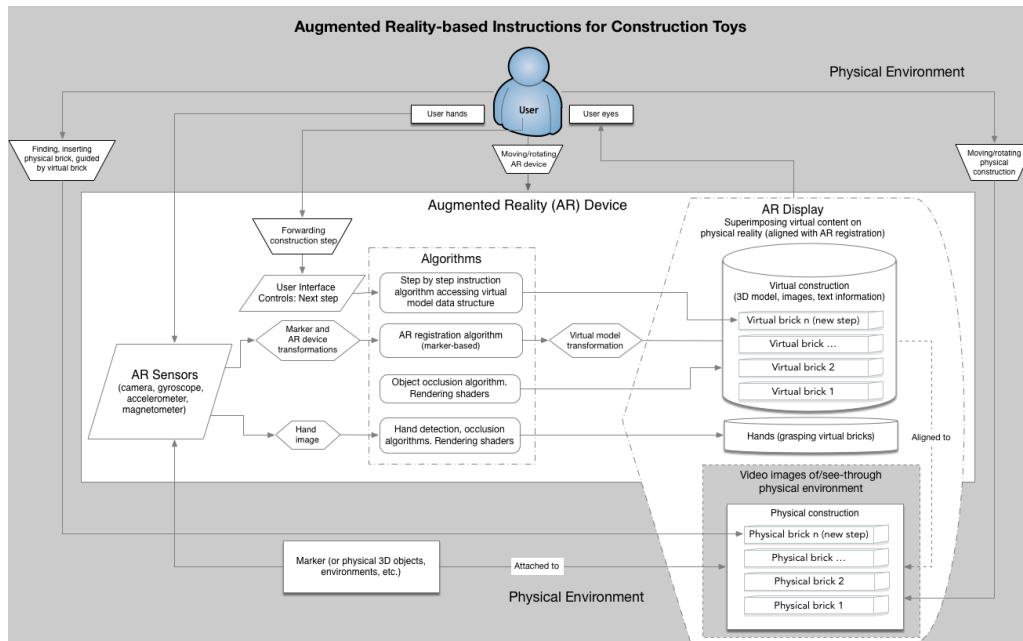 Augmented Reality-based Instructions for Construction Toys
Physical Environment
User
User hands
User eyes
Finding, inserting
physical brick, guided
by virtual brick
Moving/rotating
AR device
Moving/rotating
physical
construction
Augmented Reality (AR) Device
AR Display
Superimposing virtual content on
physical reality (aligned with AR registration)
Forwarding
construction step
Algorithms
User Interface
Controls: Next step
Step by step instruction
algorithm accessing virtual
model data structure
Virtual construction
(3D model, images, text information)
Virtual brick n (new step)
Virtual brick ...
Virtual brick 2
Virtual brick 1
Marker and
AR device
transformations
AR registration algorithm
(marker-based)
Virtual model
transformation
AR Sensors
(camera, gyroscope,
accelerometer,
magnetometer)
Object occlusion algorithm.
Rendering shaders
Hand
image
Hand detection, occlusion
algorithms. Rendering shaders
Hands (grasping virtual bricks)
Aligned to
Video images of/see-through
physical environment
Physical construction
Physical brick n (new step)
Physical brick ...
Physical brick 2
Physical brick 1
Marker (or physical 3D objects,
environments, etc.)
Attached to
Physical Environment